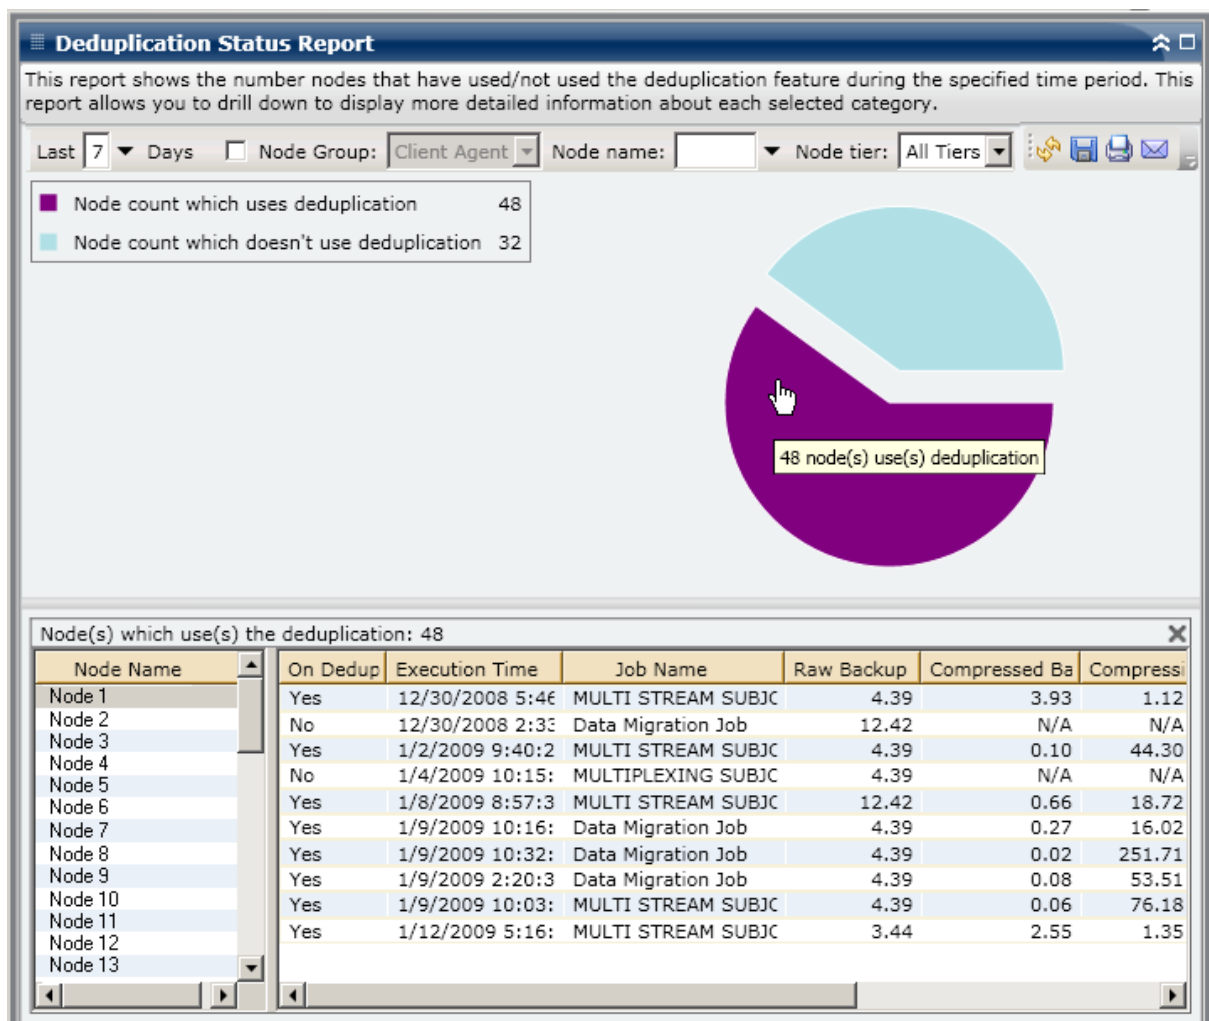 Deduplication Status Report
This report shows the number nodes that have used/not used the deduplication feature during the specified time period. This
report allows you to drill down to display more detailed information about each selected category.
Last 7 Days Node Group: Client Agent Node name: Node tier: All Tiers
Node count which uses deduplication 48
Node count which doesn't use deduplication 32
48 node(s) use(s) deduplication
Node(s) which use(s) the deduplication: 48
Node Name
Node 1
Node 2
Node 3
Node 4
Node 5
Node 6
Node 7
Node 8
Node 9
Node 10
Node 11
Node 12
Node 13
On Dedup Execution Time Job Name Raw Backup Compressed Ba Compressi
Yes 12/30/2008 5:46 MULTI STREAM SUBJC 4.39 3.93 1.12
No 12/30/2008 2:33 Data Migration Job 12.42 N/A N/A
Yes 1/2/2009 9:40:2 MULTI STREAM SUBJC 4.39 0.10 44.30
No 1/4/2009 10:15: MULTIPLEXING SUBJC 4.39 N/A N/A
Yes 1/8/2009 8:57:3 MULTI STREAM SUBJC 12.42 0.66 18.72
Yes 1/9/2009 10:16: Data Migration Job 4.39 0.27 16.02
Yes 1/9/2009 10:32: Data Migration Job 4.39 0.02 251.71
Yes 1/9/2009 2:20:3 Data Migration Job 4.39 0.08 53.51
Yes 1/9/2009 10:03: MULTI STREAM SUBJC 4.39 0.06 76.18
Yes 1/12/2009 5:16: MULTI STREAM SUBJC 3.44 2.55 1.35